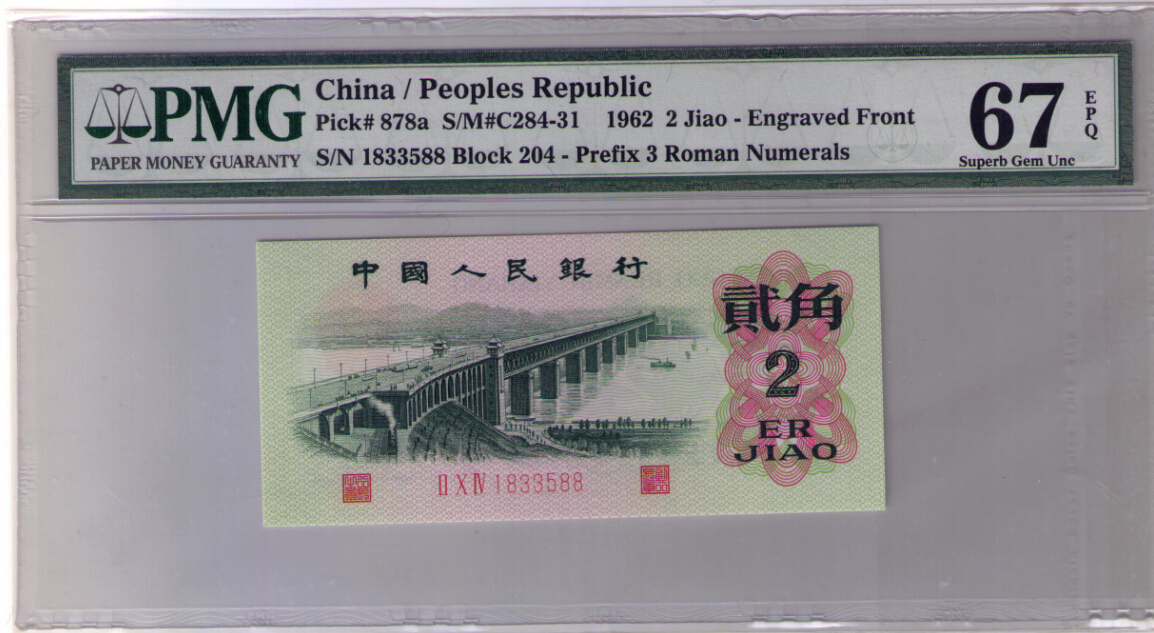 PMG
PAPER MONEY GUARANTY
China / Peoples Republic
Pick# 878a S/M#C284-31 1962 2 Jiao - Engraved Front
S/N 1833588 Block 204 - Prefix 3 Roman Numerals
67
EPQ
Superb Gem Unc
中國人民銀行
貳角
2
ER
JIAO
II X IV 1833588